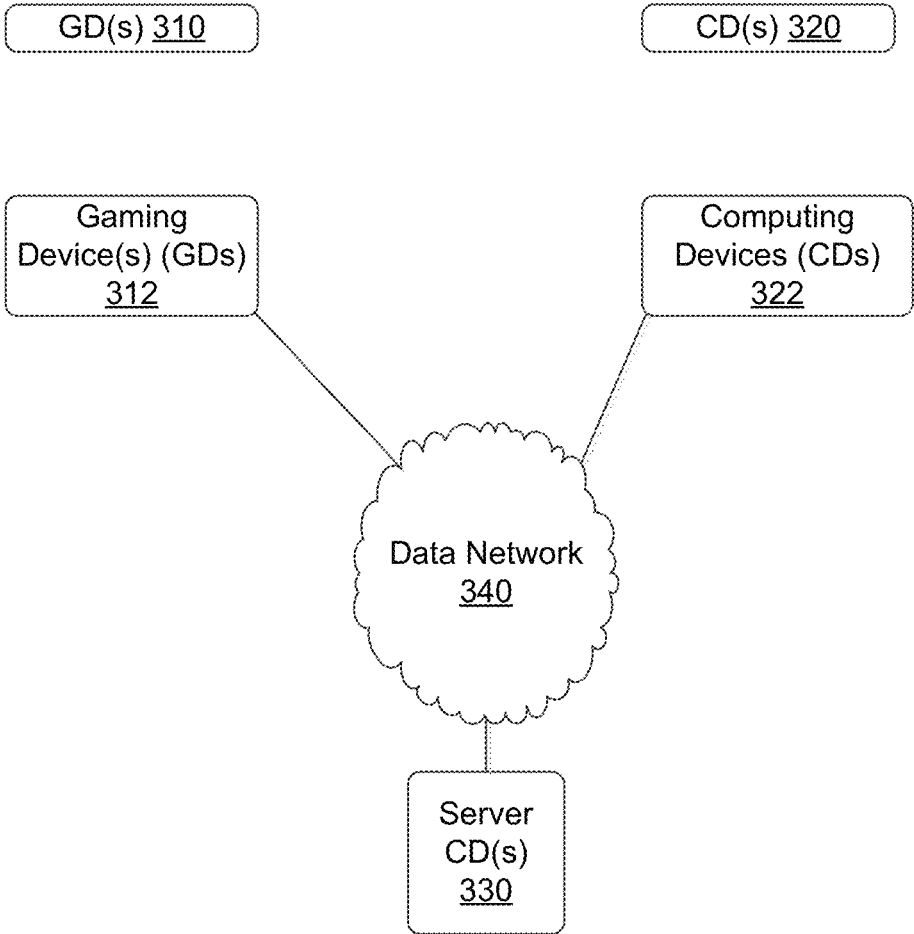 GD(s) 310
CD(s) 320
Gaming
Device(s) (GDs)
312
Computing
Devices (CDs)
322
Data Network
340
Server
CD(s)
330